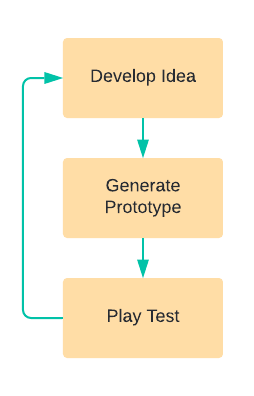 Develop Idea
Generate
Prototype
Play Test